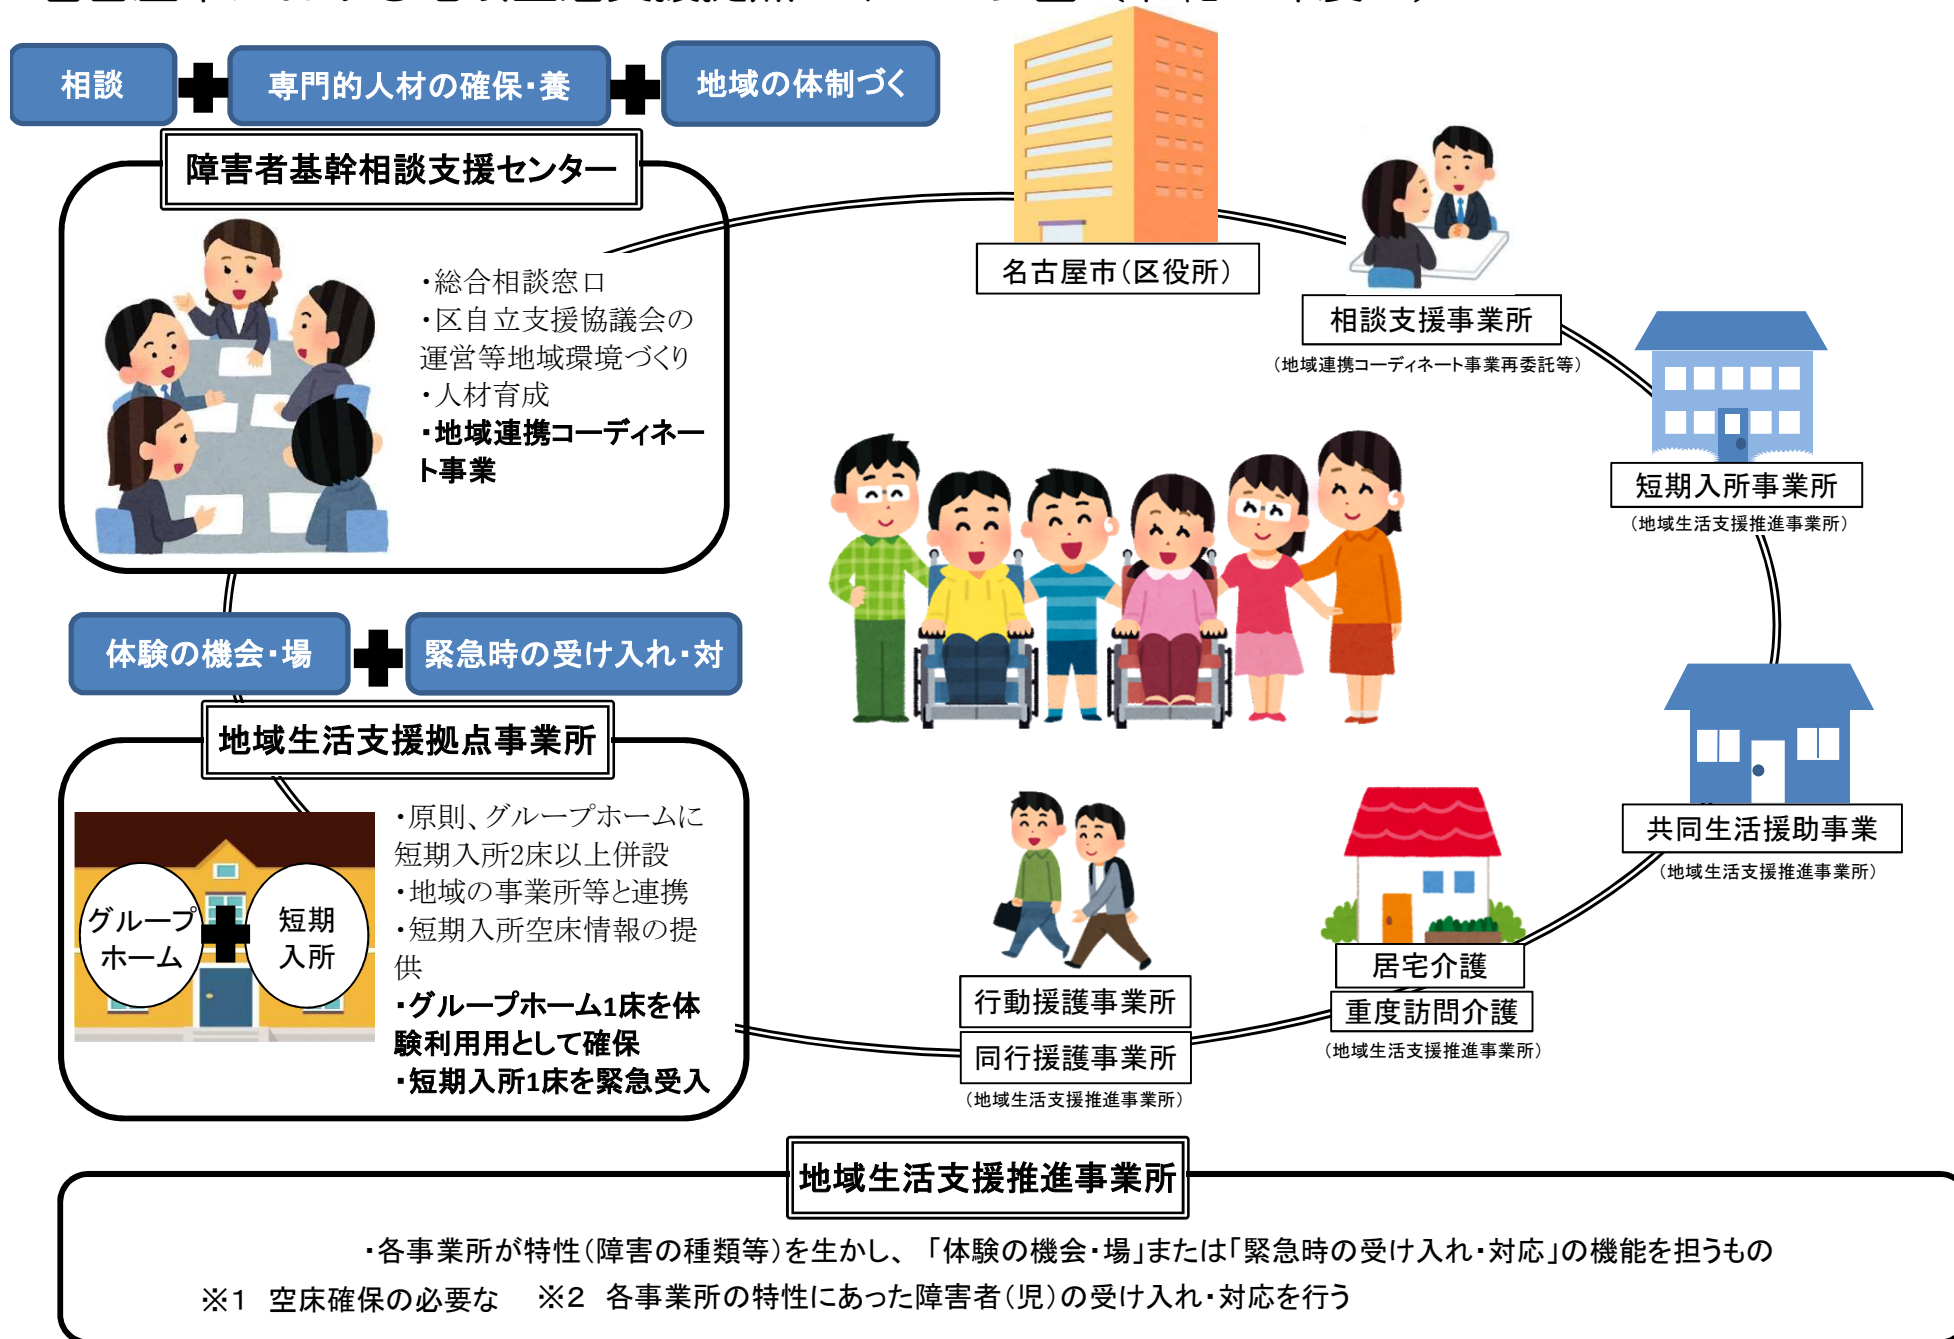 相談
専門的人材の確保・養
地域の体制づく
障害者基幹相談支援センター
・総合相談窓口
・区自立支援協議会の
運営等地域環境づくり
・人材育成
・地域連携コーディネー
ト事業
名古屋市(区役所)
相談支援事業所
(地域連携コーディネート事業再委託等)
短期入所事業所
(地域生活支援推進事業所)
体験の機会・場
緊急時の受け入れ・対
地域生活支援拠点事業所
グループ
ホーム
短期
入所
・原則、グループホームに
短期入所2床以上併設
・地域の事業所等と連携
・短期入所空床情報の提
供
・グループホーム1床を体
験利用用として確保
・短期入所1床を緊急受入
共同生活援助事業
(地域生活支援推進事業所)
居宅介護
重度訪問介護
(地域生活支援推進事業所)
行動援護事業所
同行援護事業所
(地域生活支援推進事業所)
地域生活支援推進事業所
・各事業所が特性(障害の種類等)を生かし、「体験の機会・場」または「緊急時の受け入れ・対応」の機能を担うもの
※1 空床確保の必要な ※2 各事業所の特性にあった障害者(児)の受け入れ・対応を行う